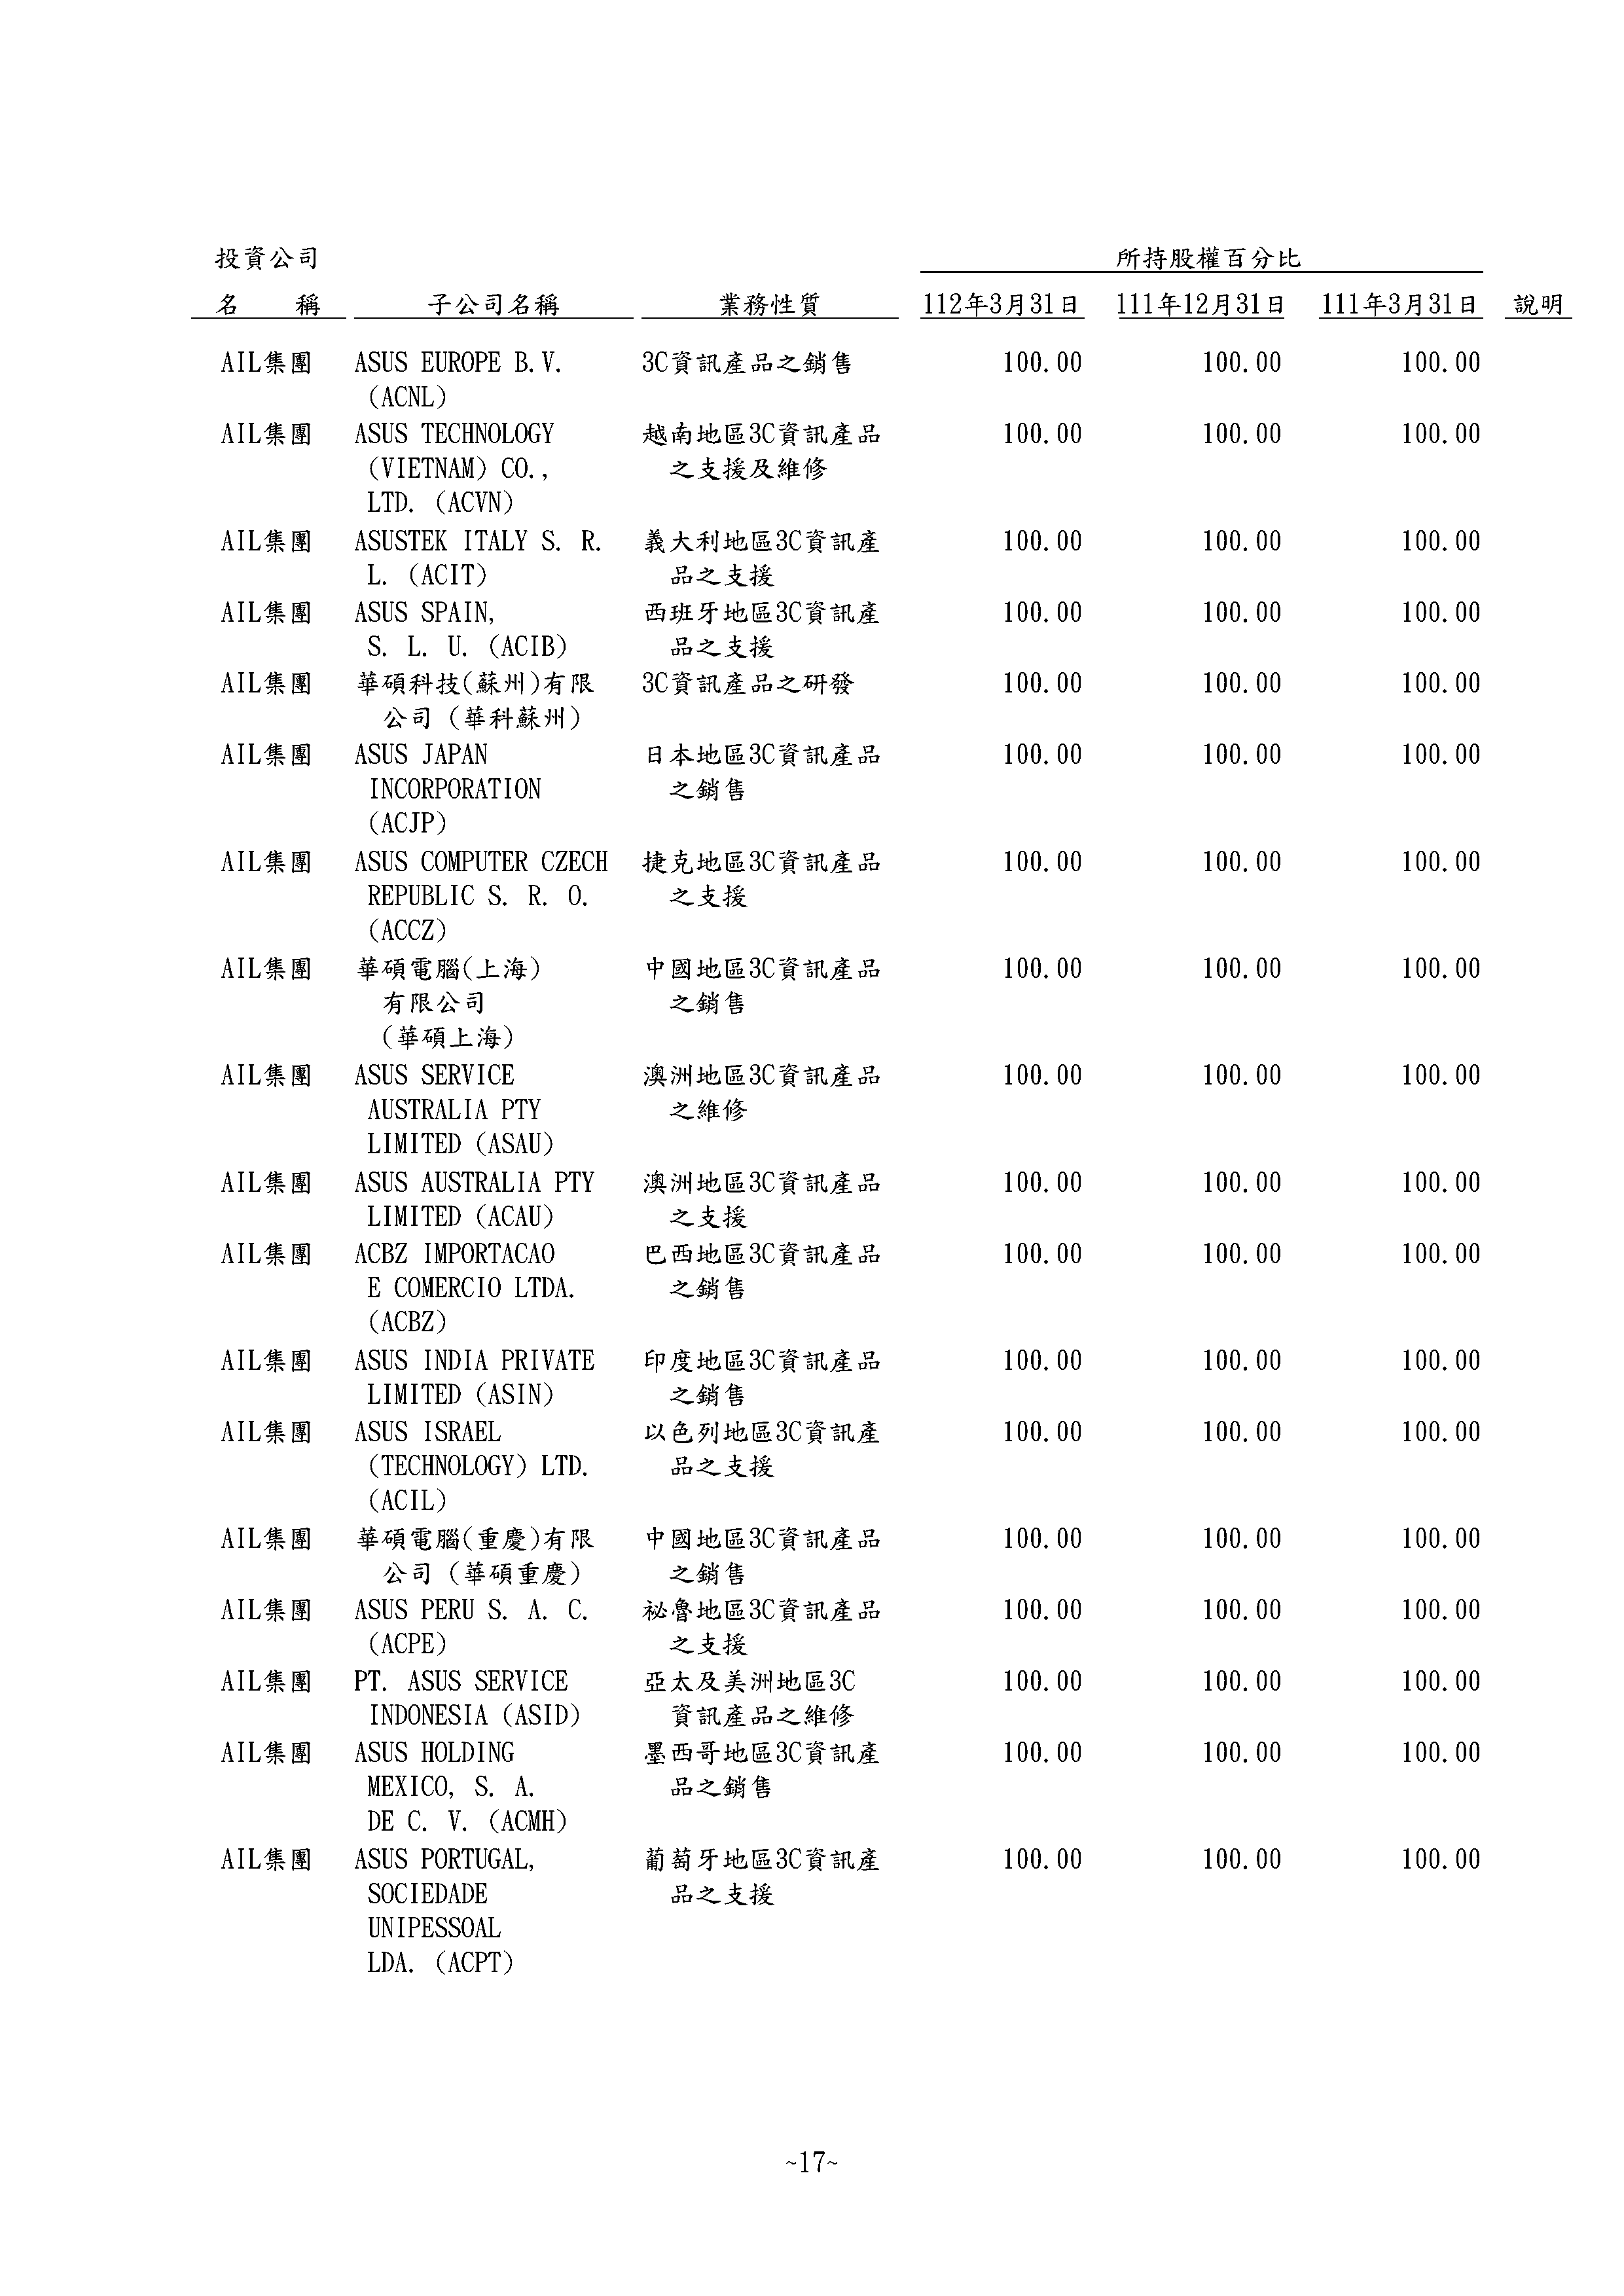 投資公司 所持股權百分比
名 稱 子公司名稱 業務性質 112年3月31日 111年12月31日 111年3月31日 說明
AIL集團 ASUS EUROPE B.V. 3C資訊產品之銷售 100.00 100.00 100.00
(ACNL)
AIL集團 ASUS TECHNOLOGY 越南地區3C資訊產品 100.00 100.00 100.00
(VIETNAM) CO., 之支援及維修
LTD. (ACVN)
AIL集團 ASUSTEK ITALY S. R. 義大利地區3C資訊產 100.00 100.00 100.00
L. (ACIT) 品之支援
AIL集團 ASUS SPAIN, 西班牙地區3C資訊產 100.00 100.00 100.00
S. L. U. (ACIB) 品之支援
AIL集團 華碩科技(蘇州)有限 3C資訊產品之研發 100.00 100.00 100.00
公司 (華科蘇州)
AIL集團 ASUS JAPAN 日本地區3C資訊產品 100.00 100.00 100.00
INCORPORATION 之銷售
(ACJP)
AIL集團 ASUS COMPUTER CZECH 捷克地區3C資訊產品 100.00 100.00 100.00
REPUBLIC S. R. O. 之支援
(ACCZ)
AIL集團 華碩電腦(上海) 中國地區3C資訊產品 100.00 100.00 100.00
有限公司 之銷售
(華碩上海)
AIL集團 ASUS SERVICE 澳洲地區3C資訊產品 100.00 100.00 100.00
AUSTRALIA PTY 之維修
LIMITED (ASAU)
AIL集團 ASUS AUSTRALIA PTY 澳洲地區3C資訊產品 100.00 100.00 100.00
LIMITED (ACAU) 之支援
AIL集團 ACBZ IMPORTACAO 巴西地區3C資訊產品 100.00 100.00 100.00
E COMERCIO LTDA. 之銷售
(ACBZ)
AIL集團 ASUS INDIA PRIVATE 印度地區3C資訊產品 100.00 100.00 100.00
LIMITED (ASIN) 之銷售
AIL集團 ASUS ISRAEL 以色列地區3C資訊產 100.00 100.00 100.00
(TECHNOLOGY) LTD. 品之支援
(ACIL)
AIL集團 華碩電腦(重慶)有限 中國地區3C資訊產品 100.00 100.00 100.00
公司 (華碩重慶) 之銷售
AIL集團 ASUS PERU S. A. C. 祕魯地區3C資訊產品 100.00 100.00 100.00
(ACPE) 之支援
AIL集團 PT. ASUS SERVICE 亞太及美洲地區3C 100.00 100.00 100.00
INDONESIA (ASID) 資訊產品之維修
AIL集團 ASUS HOLDING 墨西哥地區3C資訊產 100.00 100.00 100.00
MEXICO, S. A. 品之銷售
DE C. V. (ACMH)
AIL集團 ASUS PORTUGAL, 葡萄牙地區3C資訊產 100.00 100.00 100.00
SOCIEDADE 品之支援
UNIPESSOAL
LDA. (ACPT)
~17~